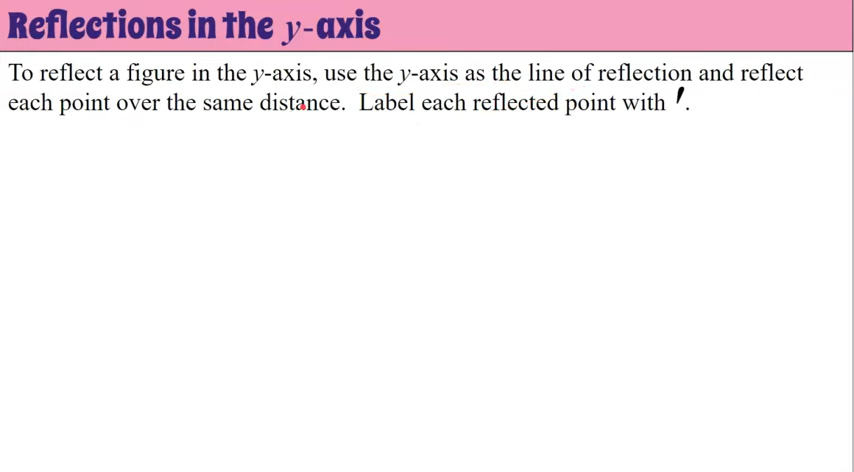 Reflections in the y-axis
To reflect a figure in the y-axis, use the y-axis as the line of reflection and reflect
each point over the same distance.  Label each reflected point with ′.